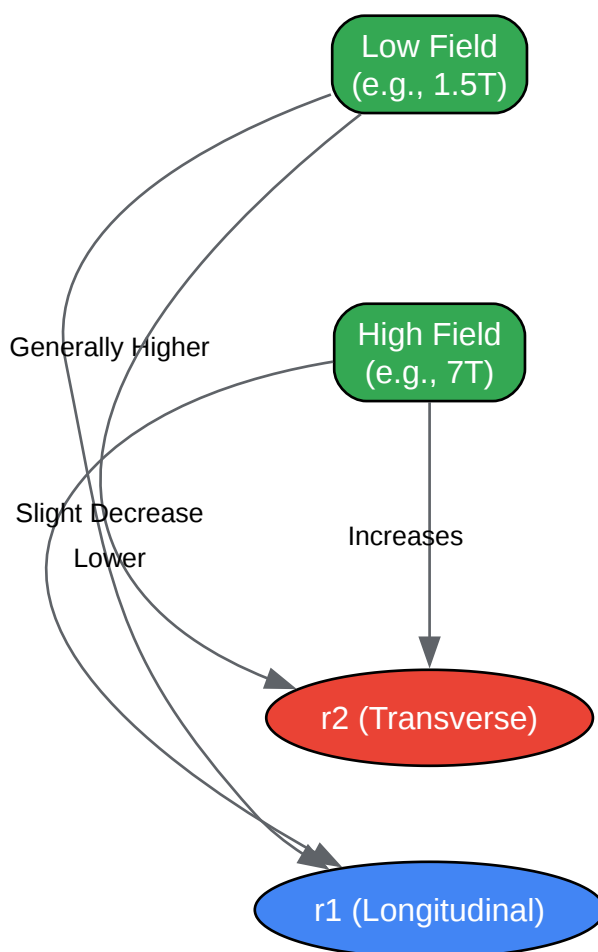 Low Field
(e.g., 1.5T)
High Field
(e.g., 7T)
Generally Higher
Slight Decrease
Lower
Increases
r2 (Transverse)
r1 (Longitudinal)